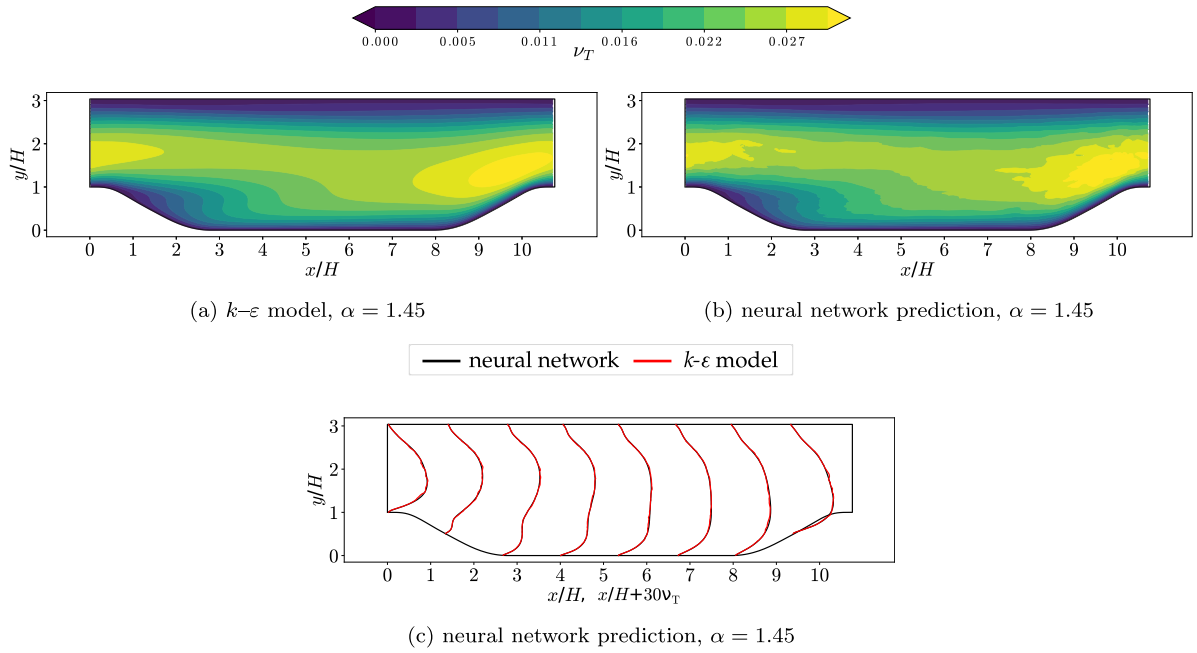 0.000 0.005 0.011 0.016 0.022 0.027
ν_T
3
2
1
0
y/H
0 1 2 3 4 5 6 7 8 9 10
x/H
(a) k–ε model, α = 1.45
3
2
1
0
y/H
0 1 2 3 4 5 6 7 8 9 10
x/H
(b) neural network prediction, α = 1.45
neural network k-ε model
3
2
1
0
y/H
0 1 2 3 4 5 6 7 8 9 10
x/H, x/H+30ν_T
(c) neural network prediction, α = 1.45